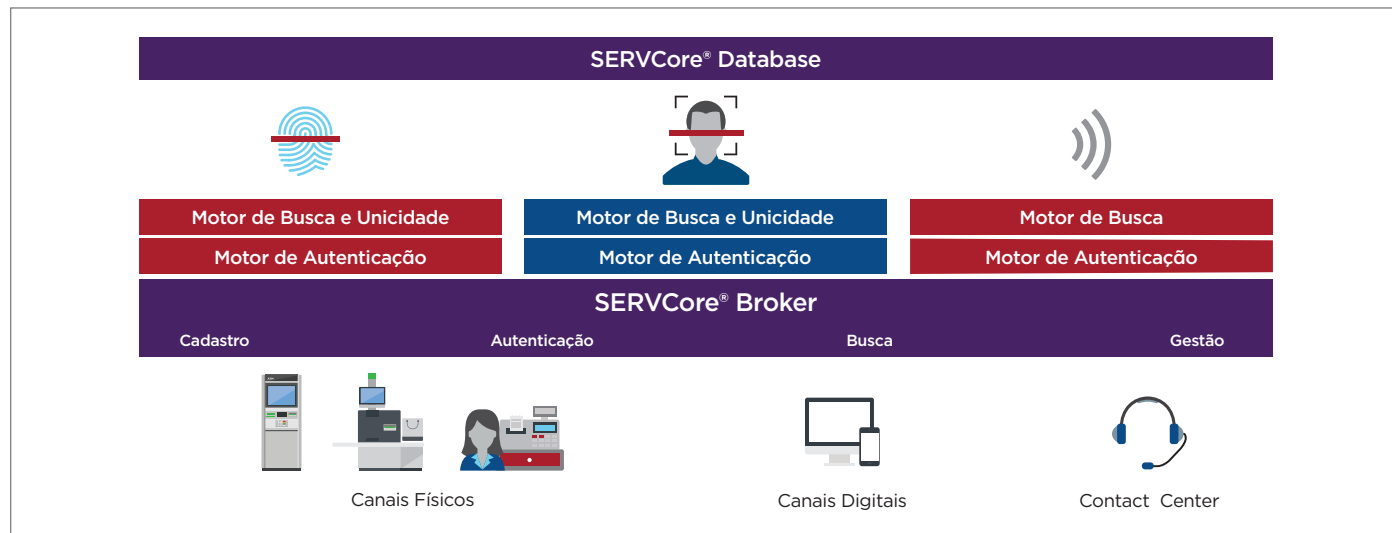 SERVCore® Database
Motor de Busca e Unicidade
Motor de Busca e Unicidade
Motor de Busca
Motor de Autenticação
Motor de Autenticação
Motor de Autenticação
SERVCore® Broker
Cadastro
Autenticação
Busca
Gestão
Canais Físicos
Canais Digitais
Contact Center